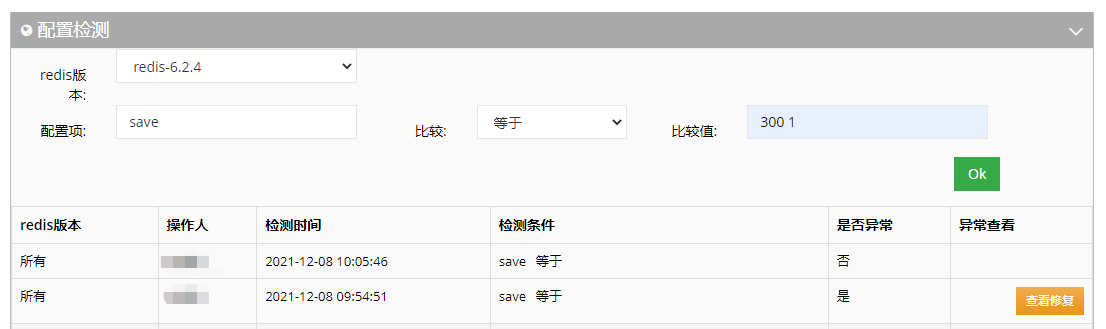 配置检测
redis版本: redis-6.2.4
配置项: save 比较: 等于 比较值: 300 1
Ok
redis版本 操作人 检测时间 检测条件 是否异常 异常查看
所有 2021-12-08 10:05:46 save 等于 否
所有 2021-12-08 09:54:51 save 等于 是 查看修复